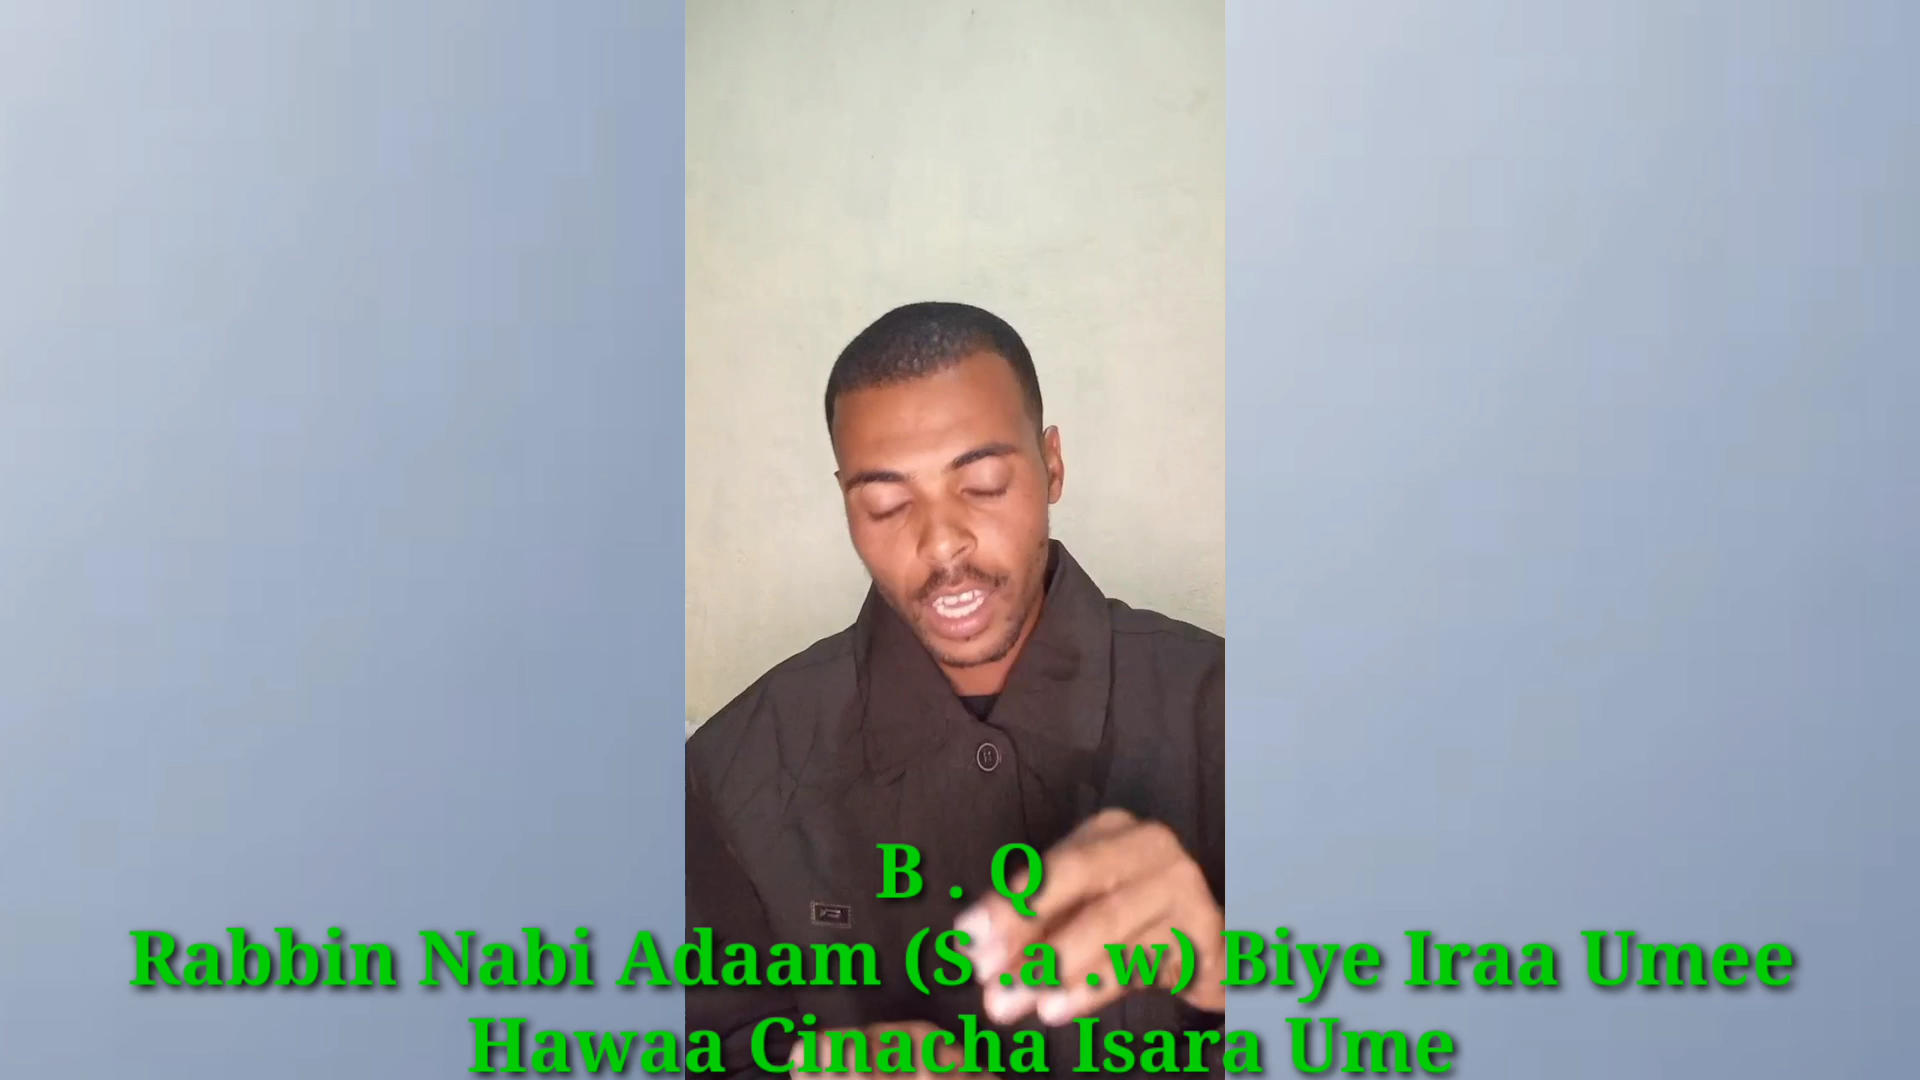 B . Q
Rabbin Nabi Adaam (S .a .w) Biye Iraa Umee
Hawaa Cinacha Isara Ume